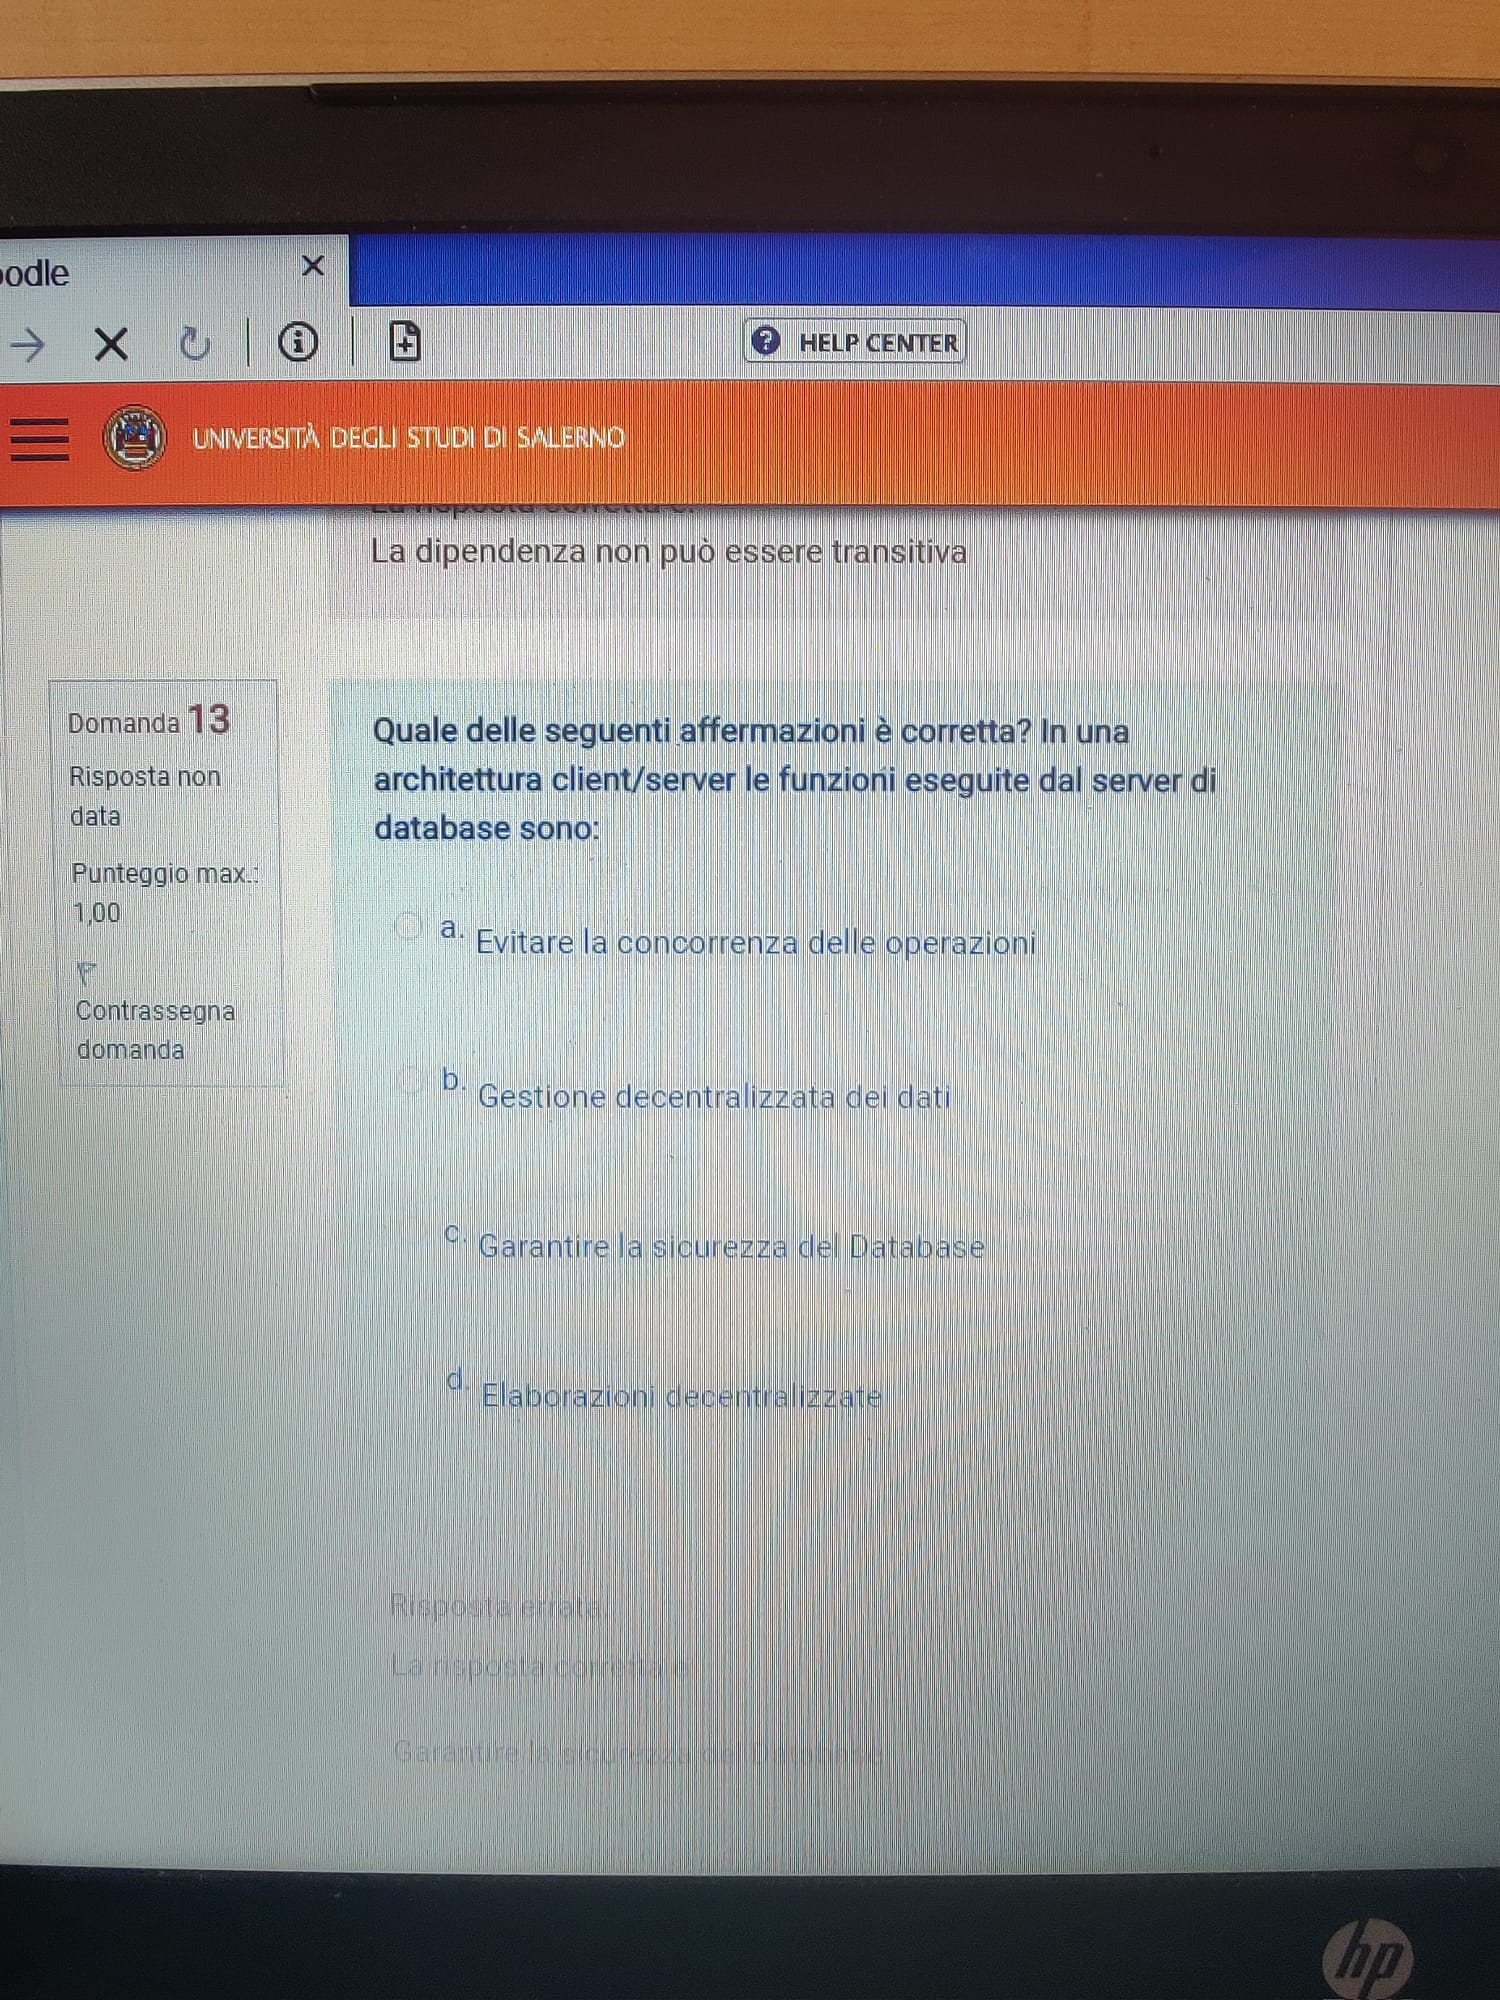 oodle
HELP CENTER
UNIVERSITÀ DEGLI STUDI DI SALERNO
La risposta corretta è:
La dipendenza non può essere transitiva
Domanda 13
Risposta non
data
Punteggio max.:
1,00
Contrassegna
domanda
Quale delle seguenti affermazioni è corretta? In una
architettura client/server le funzioni eseguite dal server di
database sono:
a. Evitare la concorrenza delle operazioni
b. Gestione decentralizzata dei dati
c. Garantire la sicurezza del Database
d. Elaborazioni decentralizzate
Risposta errata.
La risposta corretta è
Garantire la sicurezza del Database
hp